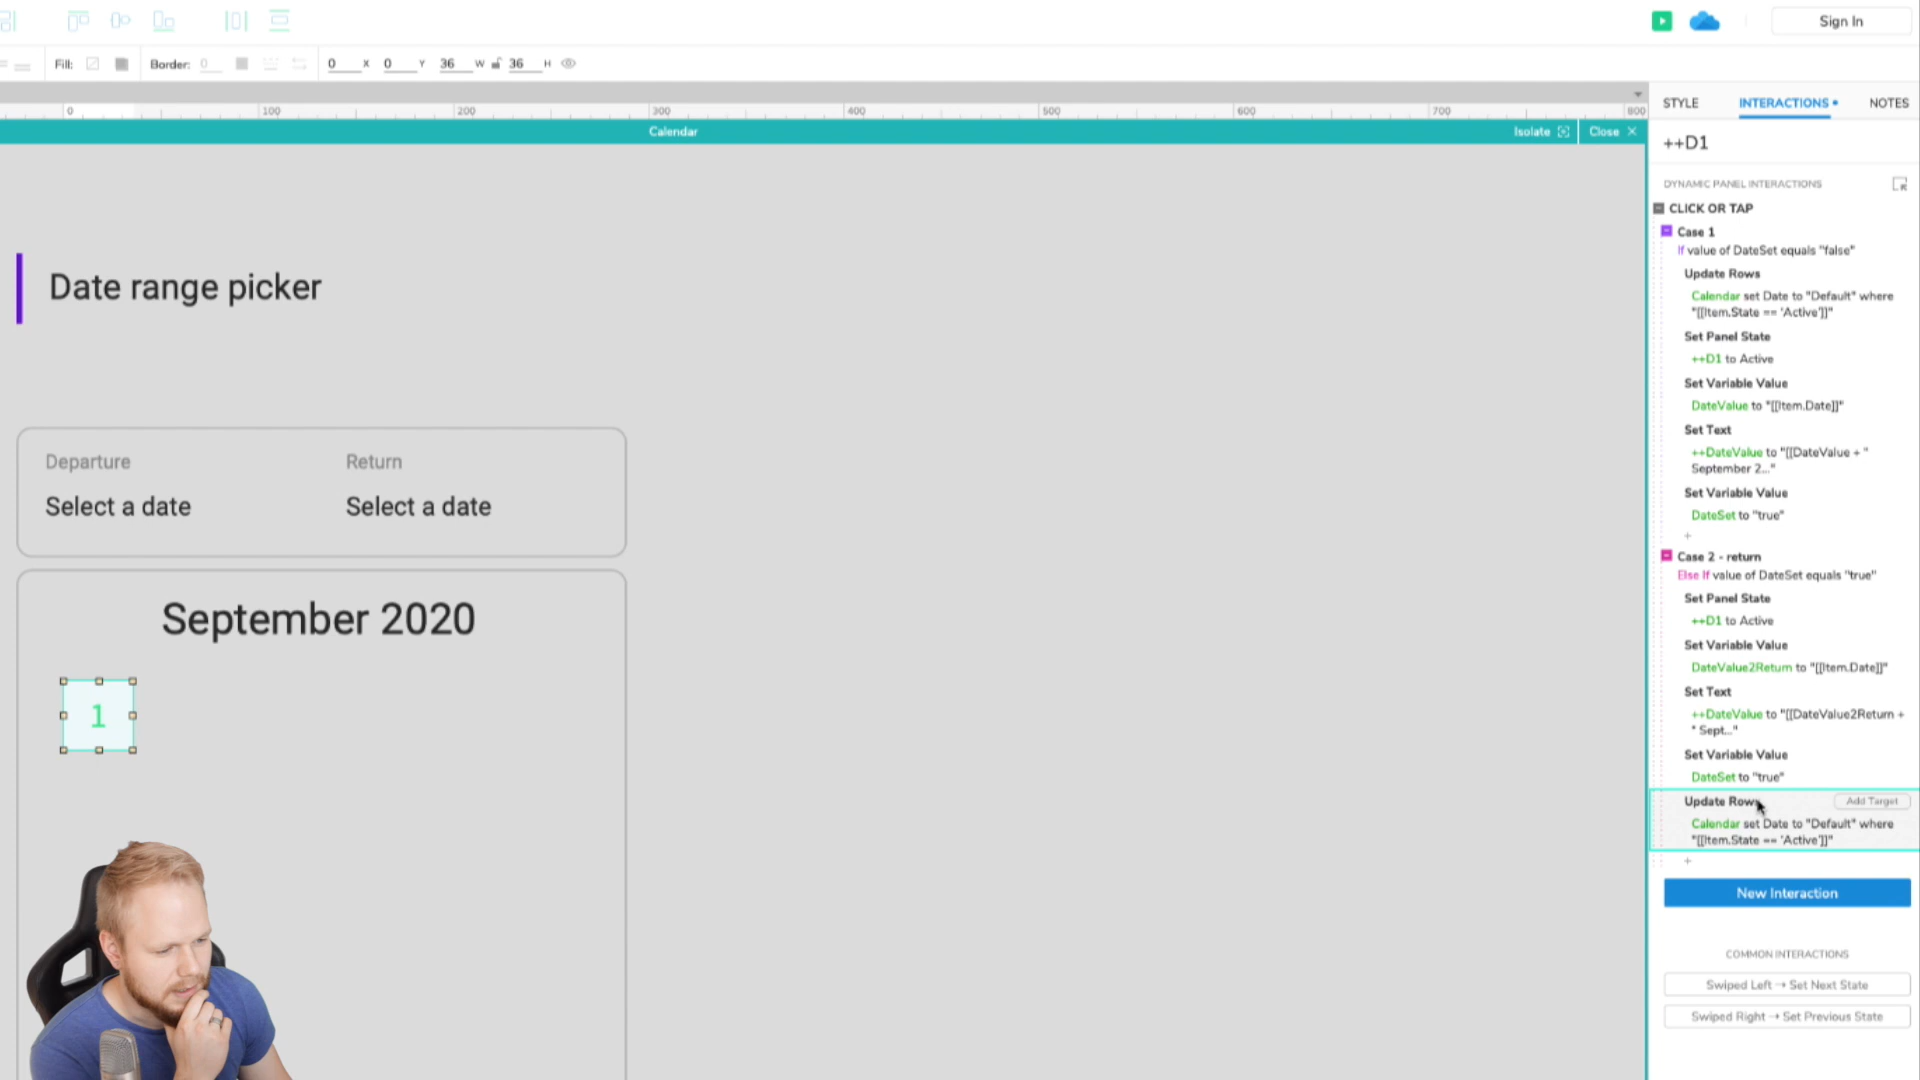 Sign In
Fill:
Border: 0
0 X 0 Y 36 W 36 H
0 100 200 300 400 500 600 700 800
Calendar
Isolate
Close
STYLE
INTERACTIONS
NOTES
++D1
DYNAMIC PANEL INTERACTIONS
CLICK OR TAP
Case 1
If value of DateSet equals "false"
Update Rows
Calendar set Date to "Default" where
"[[Item.State == 'Active']]"
Set Panel State
++D1 to Active
Set Variable Value
DateValue to "[[Item.Date]]"
Set Text
++DateValue to "[[DateValue + "
September 2..."
Set Variable Value
DateSet to "true"
+
Case 2 - return
Else If value of DateSet equals "true"
Set Panel State
++D1 to Active
Set Variable Value
DateValue2Return to "[[Item.Date]]"
Set Text
++DateValue to "[[DateValue2Return +
" Sept..."
Set Variable Value
DateSet to "true"
Update Rows
Add Target
Calendar set Date to "Default" where
"[[Item.State == 'Active']]"
+
New Interaction
COMMON INTERACTIONS
Swiped Left → Set Next State
Swiped Right → Set Previous State
Date range picker
Departure
Return
Select a date
Select a date
September 2020
1